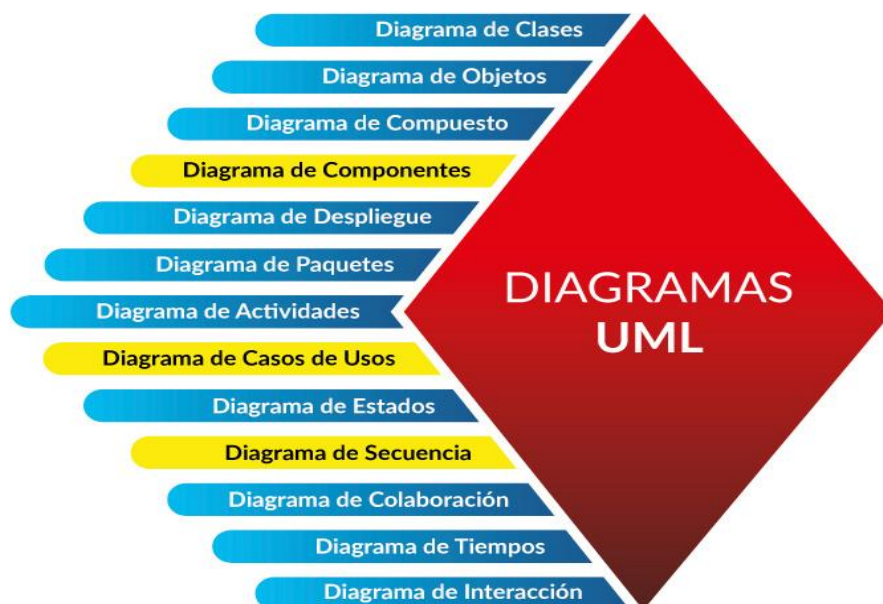 Diagrama de Clases
Diagrama de Objetos
Diagrama de Compuesto
Diagrama de Componentes
Diagrama de Despliegue
Diagrama de Paquetes
Diagrama de Actividades
Diagrama de Casos de Usos
Diagrama de Estados
Diagrama de Secuencia
Diagrama de Colaboración
Diagrama de Tiempos
Diagrama de Interacción
DIAGRAMAS
UML